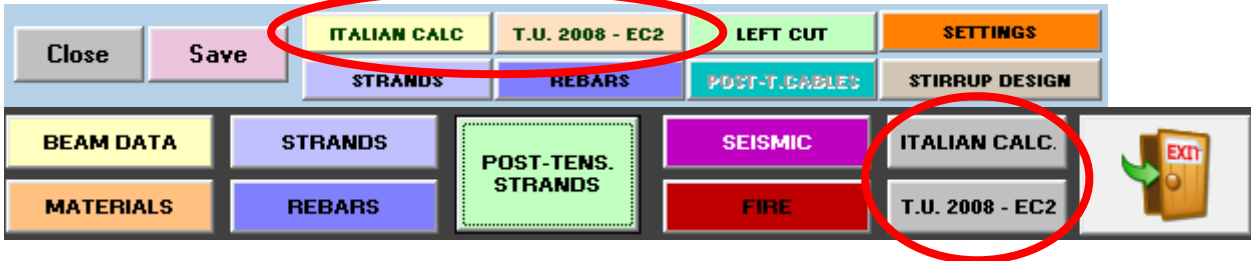 Close
Save
ITALIAN CALC
T.U. 2008 - EC2
LEFT CUT
SETTINGS
STRANDS
REBARS
POST-T.CABLES
STIRRUP DESIGN
BEAM DATA
STRANDS
POST-TENS.
STRANDS
SEISMIC
ITALIAN CALC.
EXIT
MATERIALS
REBARS
FIRE
T.U. 2008 - EC2